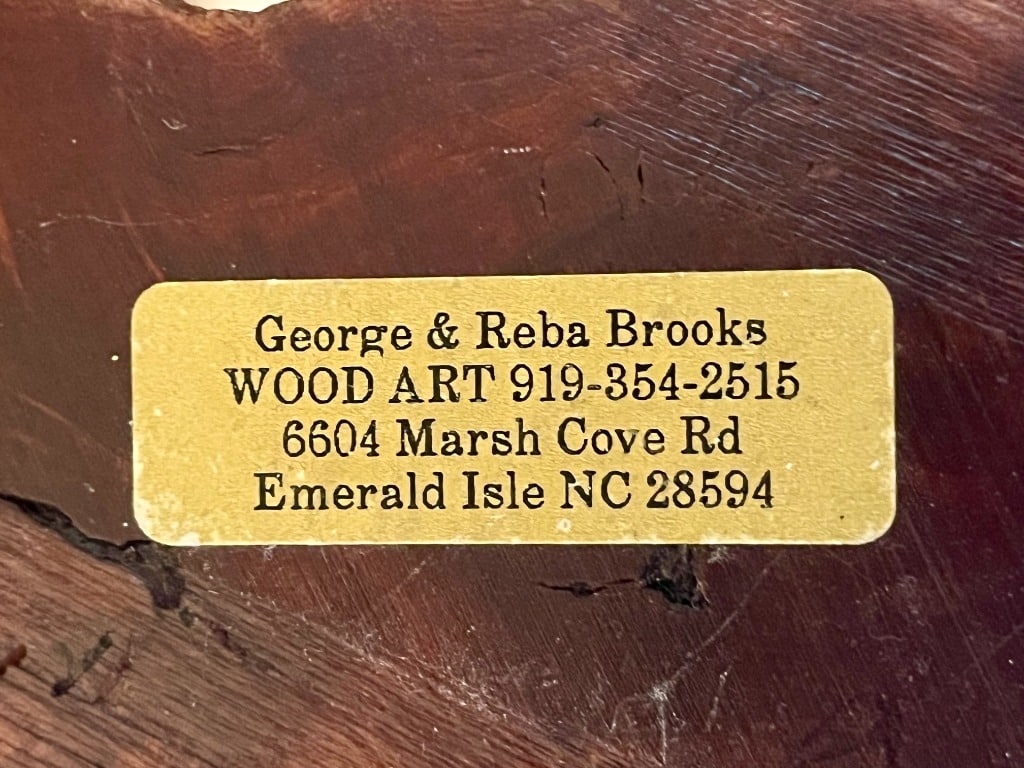 George & Reba Brooks
WOOD ART 919-354-2515
6604 Marsh Cove Rd
Emerald Isle NC 28594